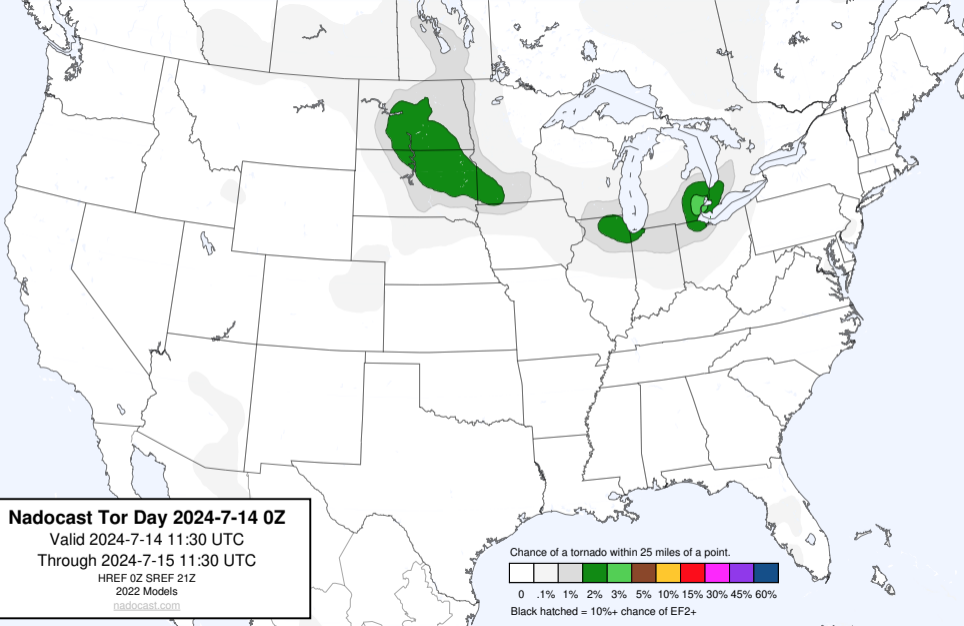 Nadocast Tor Day 2024-7-14 0Z
Valid 2024-7-14 11:30 UTC
Through 2024-7-15 11:30 UTC
HREF 0Z SREF 21Z
2022 Models
nadocast.com
Chance of a tornado within 25 miles of a point.
0 .1% 1% 2% 3% 5% 10% 15% 30% 45% 60%
Black hatched = 10%+ chance of EF2+